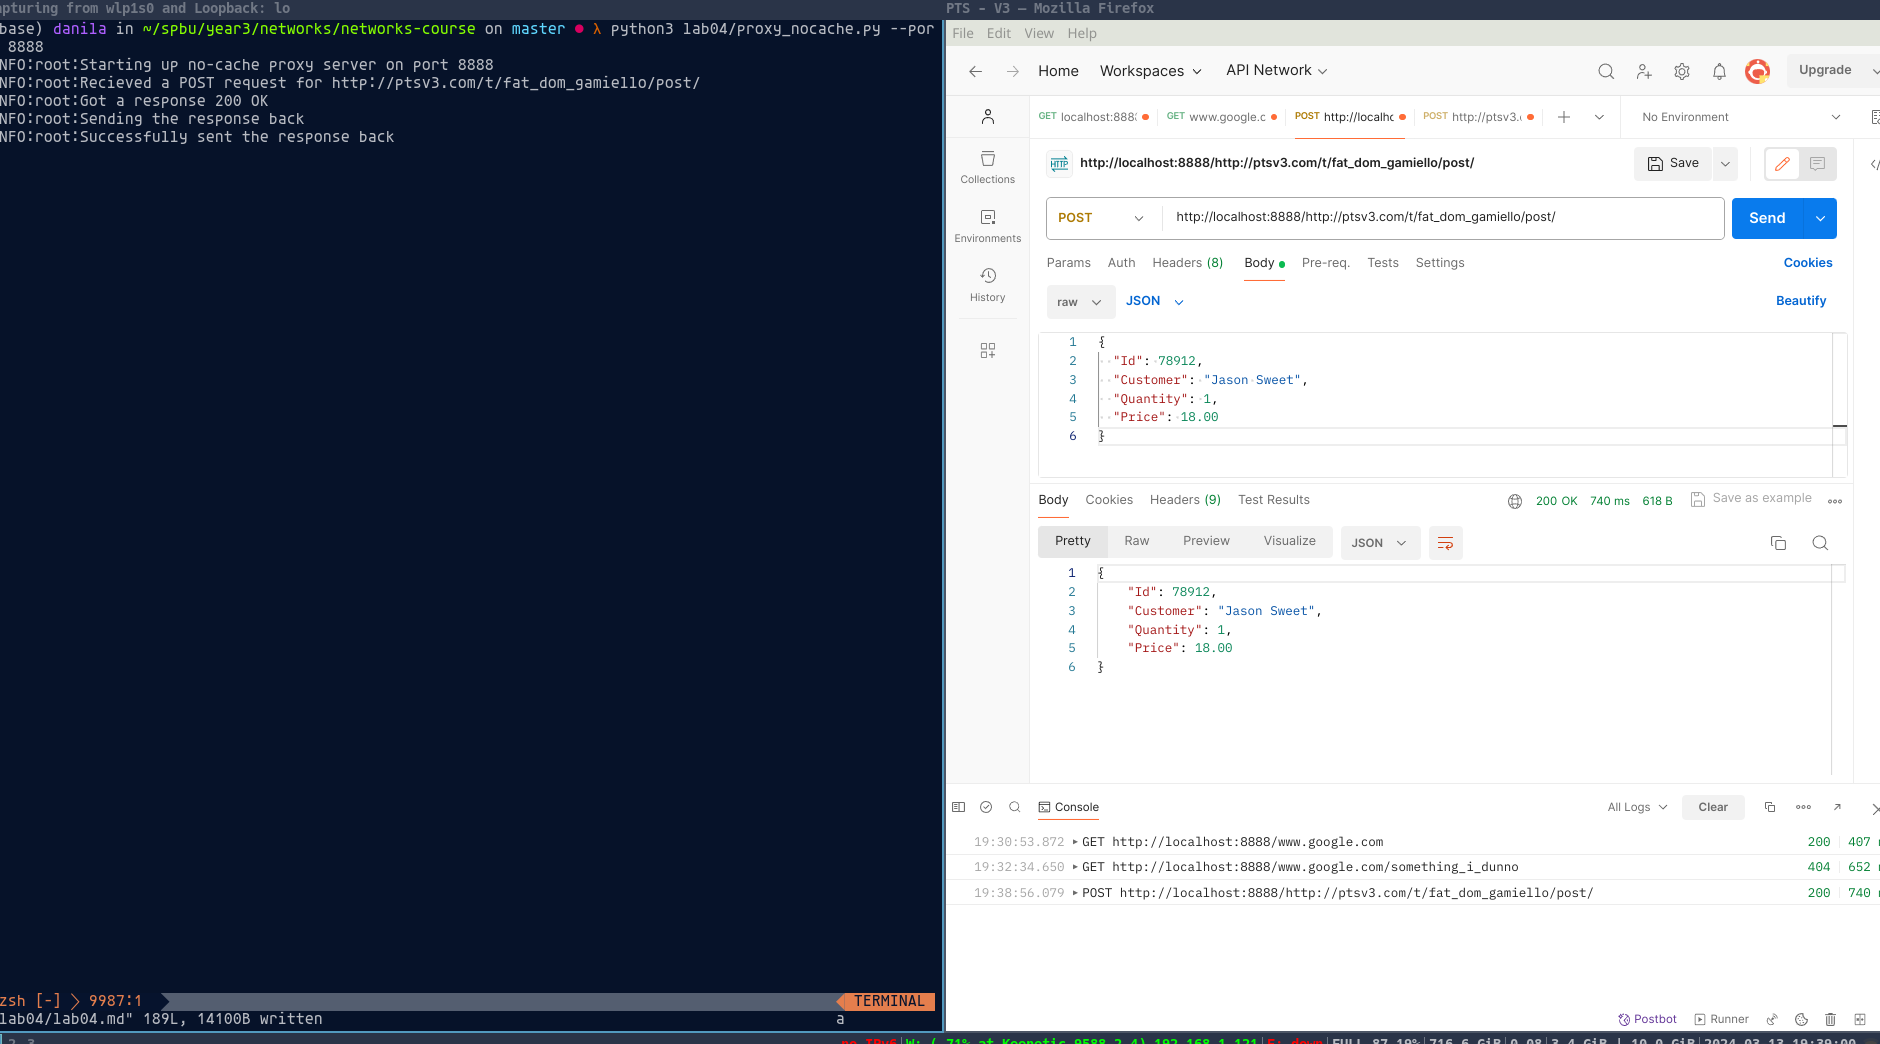 apturing from wlp1s0 and Loopback: lo
base) danila in ~/spbu/year3/networks/networks-course on master ● λ python3 lab04/proxy_nocache.py --por
8888
NFO:root:Starting up no-cache proxy server on port 8888
NFO:root:Recieved a POST request for http://ptsv3.com/t/fat_dom_gamiello/post/
NFO:root:Got a response 200 OK
NFO:root:Sending the response back
NFO:root:Successfully sent the response back
zsh [-] 9987:1 TERMINAL
lab04/lab04.md" 189L, 14100B written a
PTS - V3 — Mozilla Firefox
File Edit View Help
Home Workspaces API Network Upgrade
GET localhost:888 GET www.google.c POST http://localhc POST http://ptsv3. No Environment
HTTP http://localhost:8888/http://ptsv3.com/t/fat_dom_gamiello/post/ Save
Collections
Environments
History
POST http://localhost:8888/http://ptsv3.com/t/fat_dom_gamiello/post/ Send
Params Auth Headers (8) Body Pre-req. Tests Settings Cookies
raw JSON Beautify
1 {
2 "Id": 78912,
3 "Customer": "Jason Sweet",
4 "Quantity": 1,
5 "Price": 18.00
6 }
Body Cookies Headers (9) Test Results 200 OK 740 ms 618 B Save as example
Pretty Raw Preview Visualize JSON
1 {
2 "Id": 78912,
3 "Customer": "Jason Sweet",
4 "Quantity": 1,
5 "Price": 18.00
6 }
Console All Logs Clear
19:30:53.872 GET http://localhost:8888/www.google.com 200 407
19:32:34.650 GET http://localhost:8888/www.google.com/something_i_dunno 404 652
19:38:56.079 POST http://localhost:8888/http://ptsv3.com/t/fat_dom_gamiello/post/ 200 740
Postbot Runner